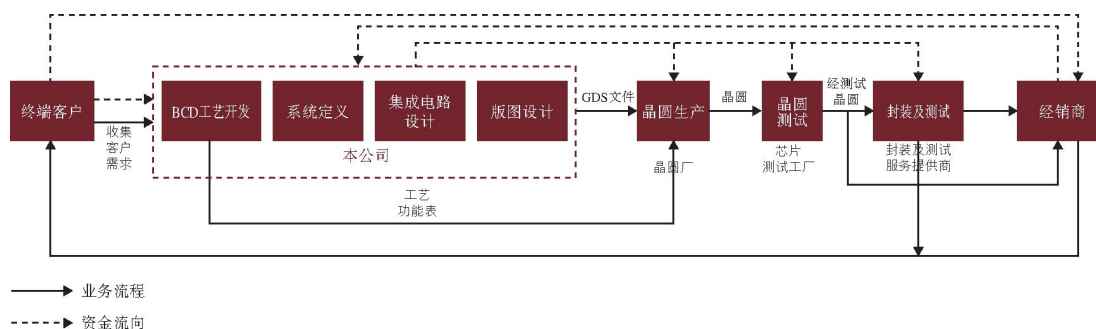 终端客户
收集
客户
需求
BCD工艺开发
系统定义
集成电路
设计
版图设计
本公司
GDS文件
晶圆生产
晶圆厂
晶圆
晶圆
测试
芯片
测试工厂
经测试
晶圆
封装及测试
封装及测试
服务提供商
经销商
工艺
功能表
业务流程
资金流向